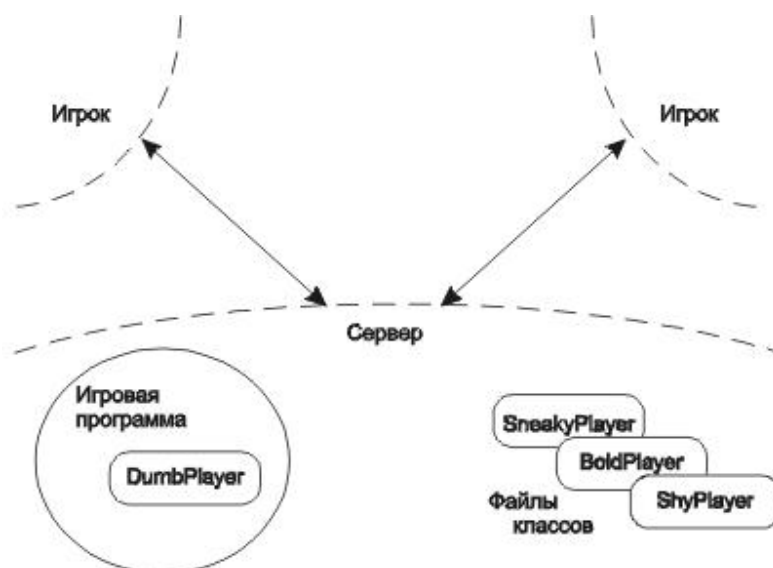 Игрок
Игрок
Сервер
Игровая
программа
DumbPlayer
SneakyPlayer
BoldPlayer
ShyPlayer
Файлы
классов